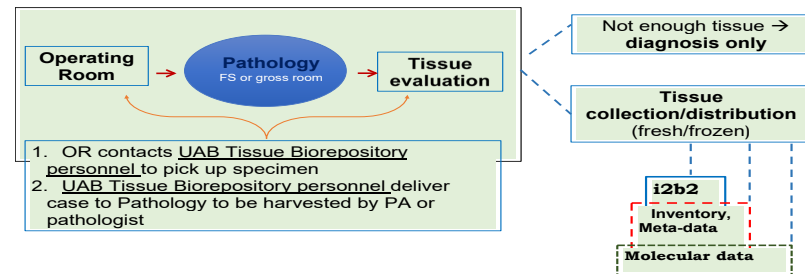 Operating
Room
Pathology
FS or gross room
Tissue
evaluation
1. OR contacts UAB Tissue Biorepository
personnel to pick up specimen
2. UAB Tissue Biorepository personnel deliver
case to Pathology to be harvested by PA or
pathologist
Not enough tissue →
diagnosis only
Tissue
collection/distribution
(fresh/frozen)
i2b2
Inventory,
Meta-data
Molecular data